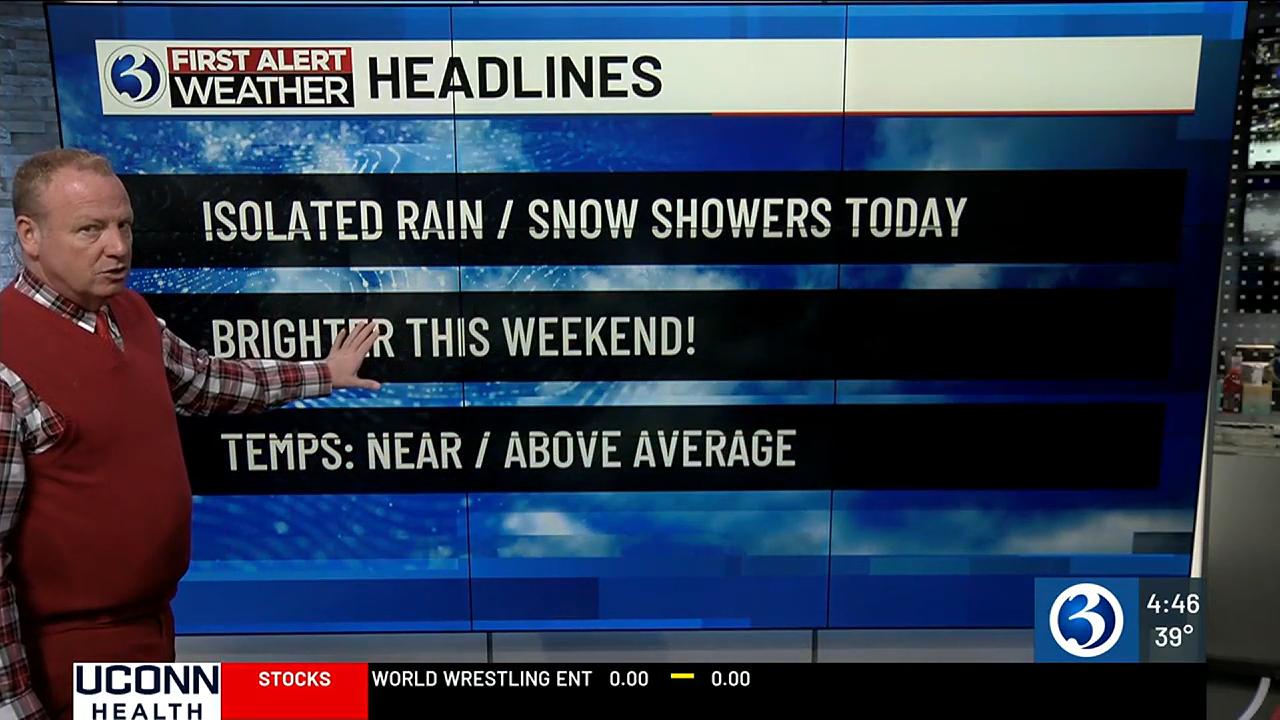 3 FIRST ALERT
WEATHER
HEADLINES
ISOLATED RAIN / SNOW SHOWERS TODAY
BRIGHTER THIS WEEKEND!
TEMPS: NEAR / ABOVE AVERAGE
3 4:46
39°
UCONN
HEALTH
STOCKS WORLD WRESTLING ENT 0.00 0.00